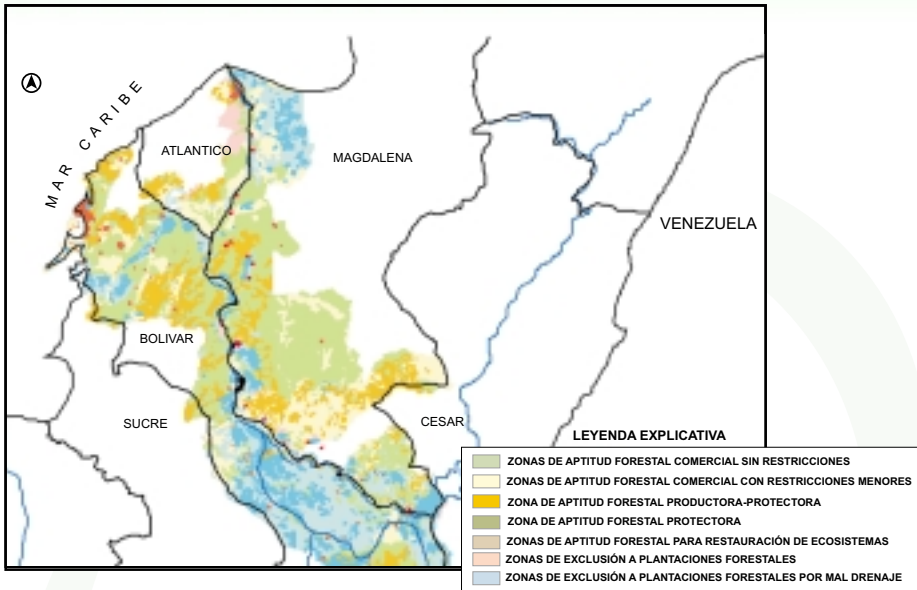 MAR CARIBE
ATLANTICO
MAGDALENA
VENEZUELA
BOLIVAR
SUCRE
CESAR
LEYENDA EXPLICATIVA
ZONAS DE APTITUD FORESTAL COMERCIAL SIN RESTRICCIONES
ZONAS DE APTITUD FORESTAL COMERCIAL CON RESTRICCIONES MENORES
ZONA DE APTITUD FORESTAL PRODUCTORA-PROTECTORA
ZONA DE APTITUD FORESTAL PROTECTORA
ZONAS DE APTITUD FORESTAL PARA RESTAURACIÓN DE ECOSISTEMAS
ZONAS DE EXCLUSIÓN A PLANTACIONES FORESTALES
ZONAS DE EXCLUSIÓN A PLANTACIONES FORESTALES POR MAL DRENAJE